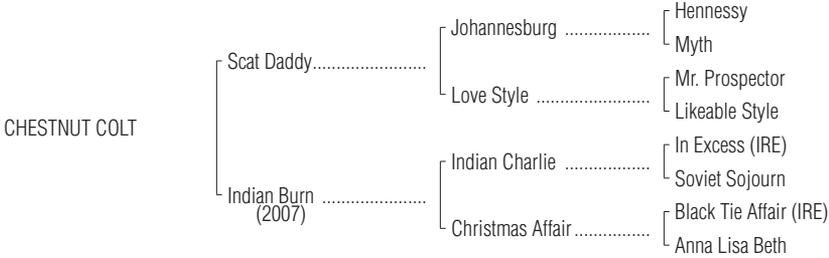 Hennessy
Johannesburg ..................
Myth
Scat Daddy........................
Mr. Prospector
Love Style ........................
Likeable Style
CHESTNUT COLT
In Excess (IRE)
Indian Charlie ..................
Soviet Sojourn
Indian Burn ......................
(2007)
Black Tie Affair (IRE)
Christmas Affair................
Anna Lisa Beth